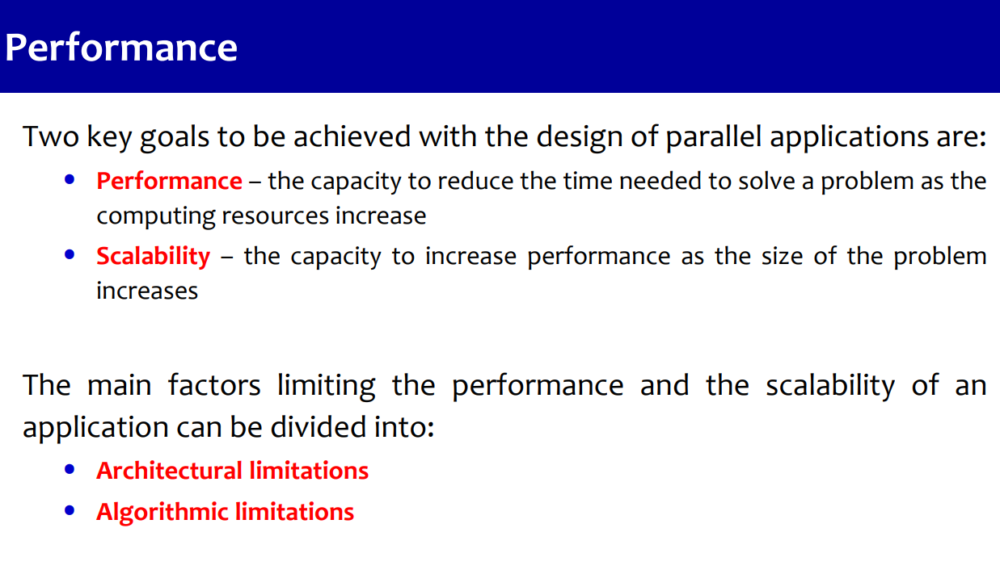 Performance
Two key goals to be achieved with the design of parallel applications are:
• Performance – the capacity to reduce the time needed to solve a problem as the
computing resources increase
• Scalability – the capacity to increase performance as the size of the problem
increases
The main factors limiting the performance and the scalability of an
application can be divided into:
• Architectural limitations
• Algorithmic limitations